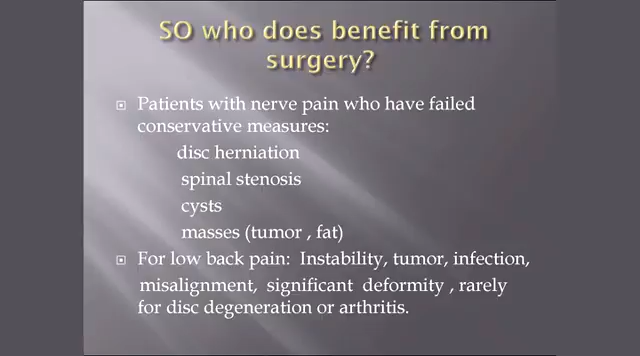 SO who does benefit from
surgery?
Patients with nerve pain who have failed
conservative measures:
disc herniation
spinal stenosis
cysts
masses (tumor , fat)
For low back pain: Instability, tumor, infection,
misalignment, significant deformity , rarely
for disc degeneration or arthritis.